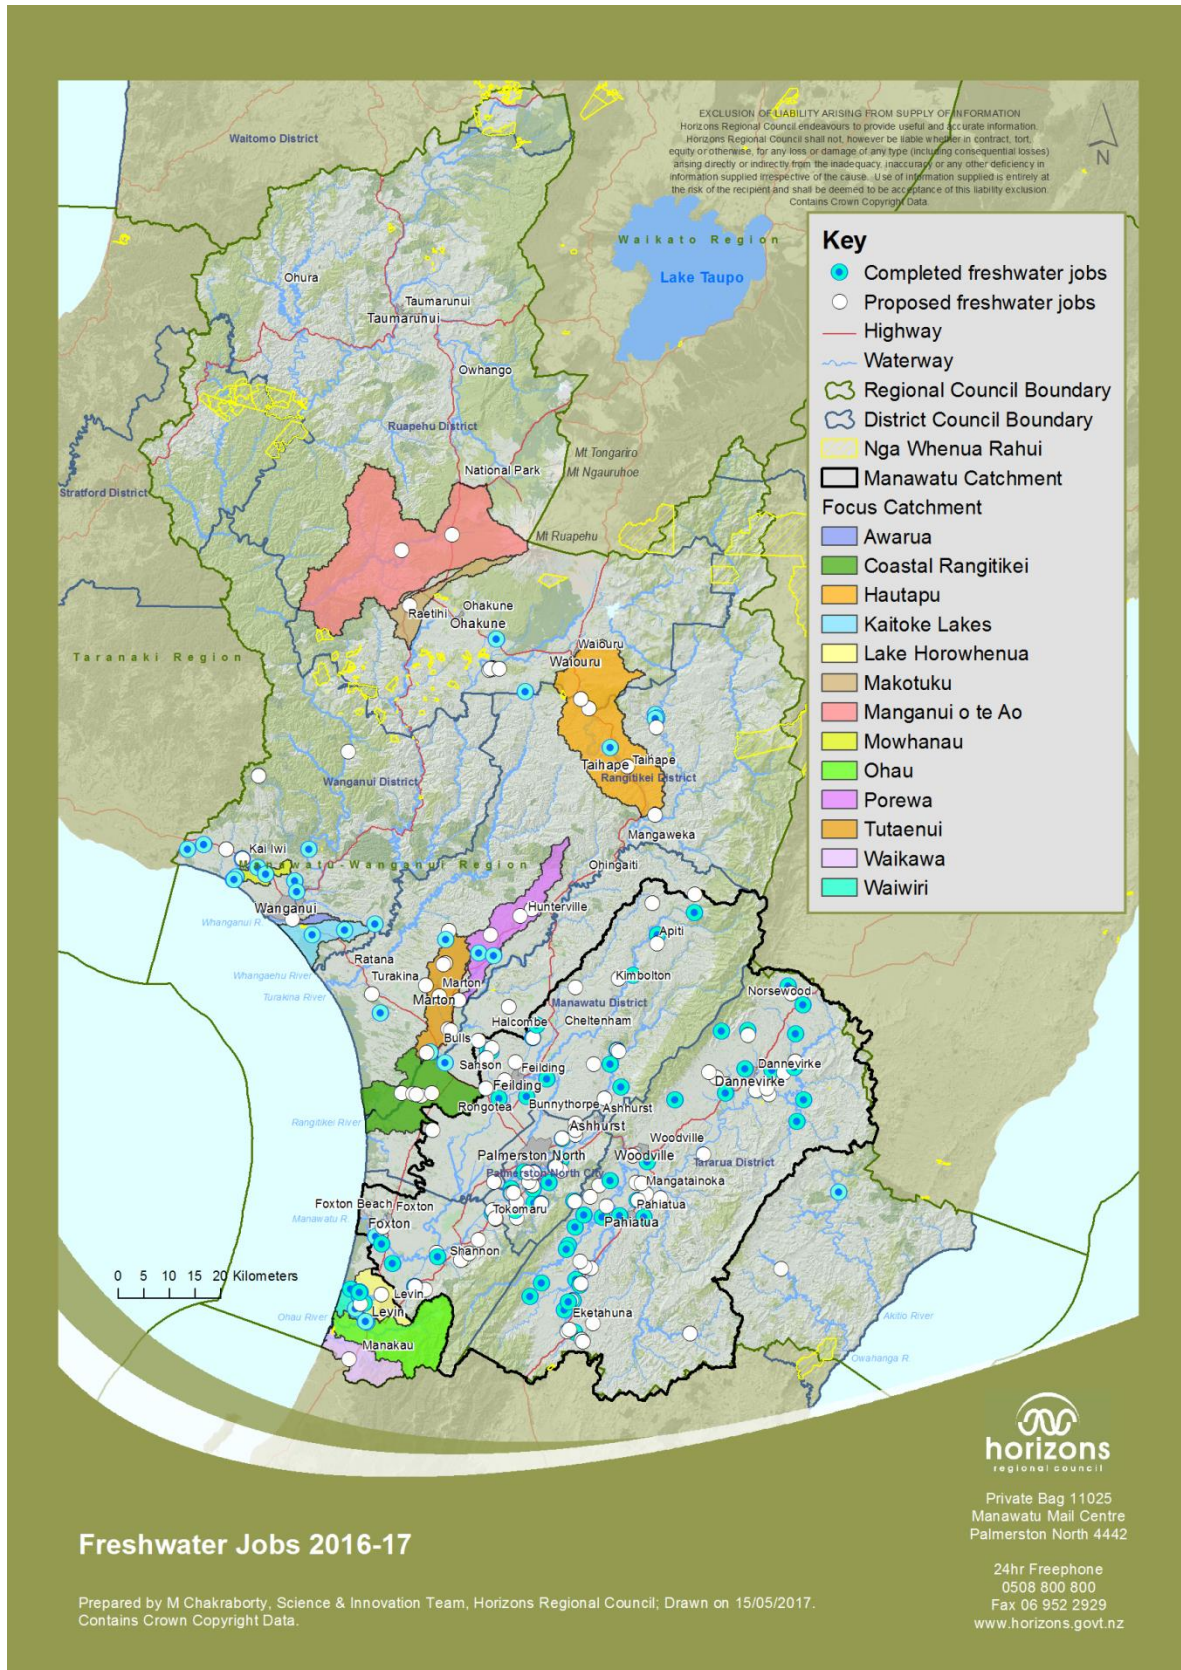 EXCLUSION OF LIABILITY ARISING FROM SUPPLY OF INFORMATION
Horizons Regional Council endeavours to provide useful and accurate information.
Horizons Regional Council shall not, however be liable whether in contract, tort,
equity or otherwise, for any loss or damage of any type (including consequential losses)
arising directly or indirectly from the inadequacy, inaccuracy or any other deficiency in
information supplied irrespective of the cause. Use of information supplied is entirely at
the risk of the recipient and shall be deemed to be acceptance of this liability exclusion.
Contains Crown Copyright Data.
N
Waitomo District
Waikato Region
Lake Taupo
Ohura
Taumarunui
Taumarunui
Owhango
Ruapehu District
Mt Tongariro
National Park
Mt Ngauruhoe
Stratford District
Mt Ruapehu
Raetihi
Ohakune
Ohakune
Waiouru
Waiouru
Taranaki Region
Taihape
Taihape
Rangitikei District
Wanganui District
Mangaweka
Kai Iwi
Manawatu-Wanganui Region
Ohingaiti
Wanganui
Hunterville
Whanganui R.
Apiti
Ratana
Whangaehu River
Turakina
Kimbolton
Marton
Norsewood
Turakina River
Marton
Manawatu District
Halcombe
Cheltenham
Bulls
Sanson
Feilding
Dannevirke
Feilding
Dannevirke
Rongotea
Bunnythorpe
Ashhurst
Rangitikei River
Ashhurst
Woodville
Palmerston North
Woodville
Tararua District
Palmerston North City
Mangatainoka
Foxton Beach
Foxton
Tokomaru
Pahiatua
Manawatu R.
Foxton
Pahiatua
Shannon
0 5 10 15 20 Kilometers
Levin
Ohau River
Levin
Eketahuna
Akitio River
Manakau
Owahanga R.
Key
Completed freshwater jobs
Proposed freshwater jobs
Highway
Waterway
Regional Council Boundary
District Council Boundary
Nga Whenua Rahui
Manawatu Catchment
Focus Catchment
Awarua
Coastal Rangitikei
Hautapu
Kaitoke Lakes
Lake Horowhenua
Makotuku
Manganui o te Ao
Mowhanau
Ohau
Porewa
Tutaenui
Waikawa
Waiwiri
horizons
regional council
Private Bag 11025
Manawatu Mail Centre
Palmerston North 4442
24hr Freephone
0508 800 800
Fax 06 952 2929
www.horizons.govt.nz
Freshwater Jobs 2016-17
Prepared by M Chakraborty, Science & Innovation Team, Horizons Regional Council; Drawn on 15/05/2017.
Contains Crown Copyright Data.